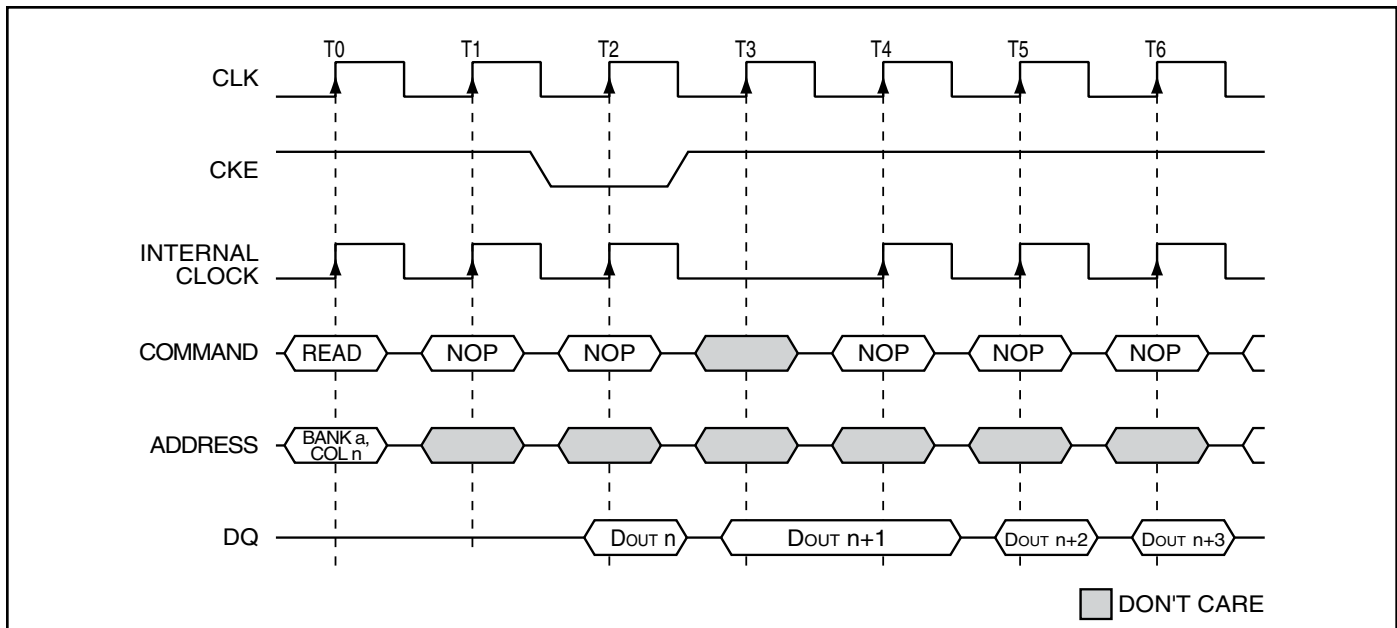 T0 T1 T2 T3 T4 T5 T6
CLK
CKE
INTERNAL
CLOCK
COMMAND READ NOP NOP NOP NOP NOP
ADDRESS BANK a,
COL n
DQ DOUT n DOUT n+1 DOUT n+2 DOUT n+3
DON'T CARE